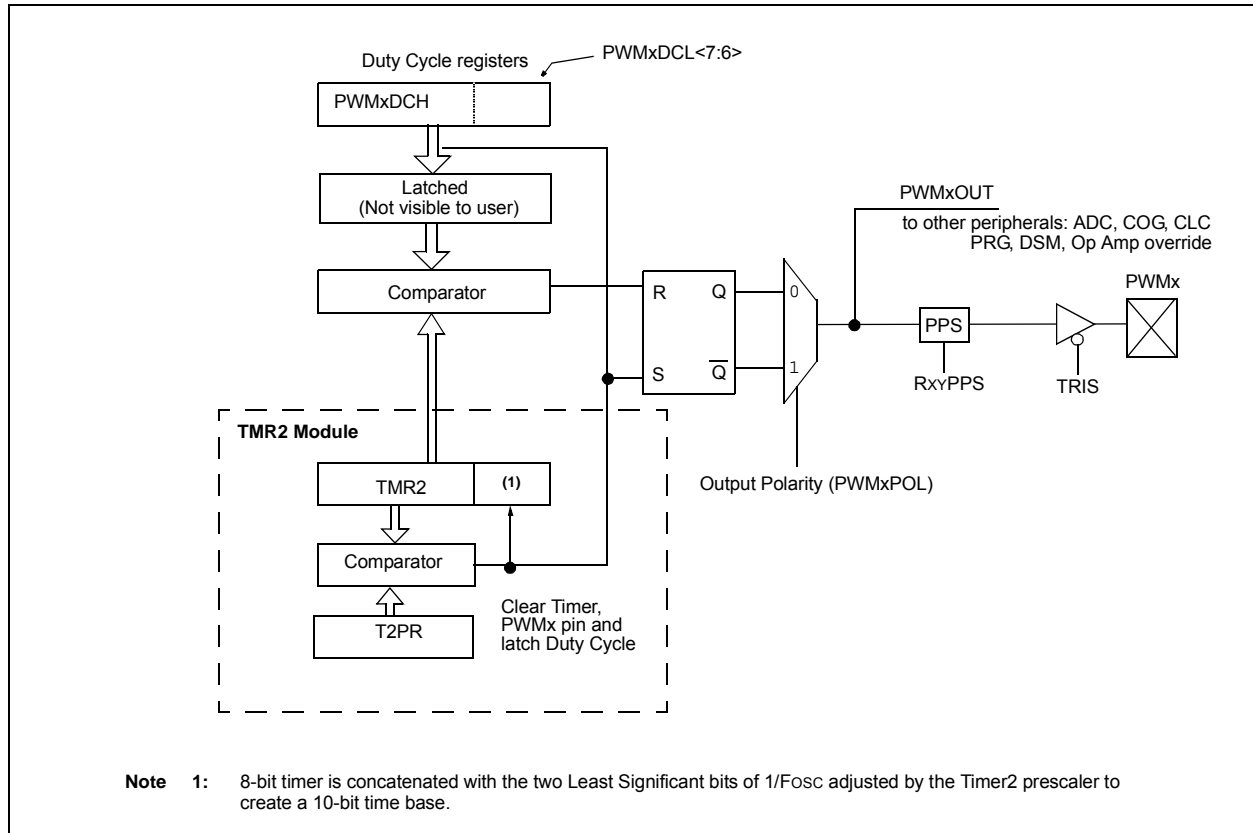 Duty Cycle registers
PWMxDCL<7:6>
PWMxDCH
Latched
(Not visible to user)
Comparator
R
Q
S
Q̅
0
1
PWMxOUT
to other peripherals: ADC, COG, CLC
PRG, DSM, Op Amp override
PWMx
PPS
RxyPPS
TRIS
Output Polarity (PWMxPOL)
TMR2 Module
TMR2
(1)
Comparator
T2PR
Clear Timer,
PWMx pin and
latch Duty Cycle
Note 1: 8-bit timer is concatenated with the two Least Significant bits of 1/FOSC adjusted by the Timer2 prescaler to
create a 10-bit time base.